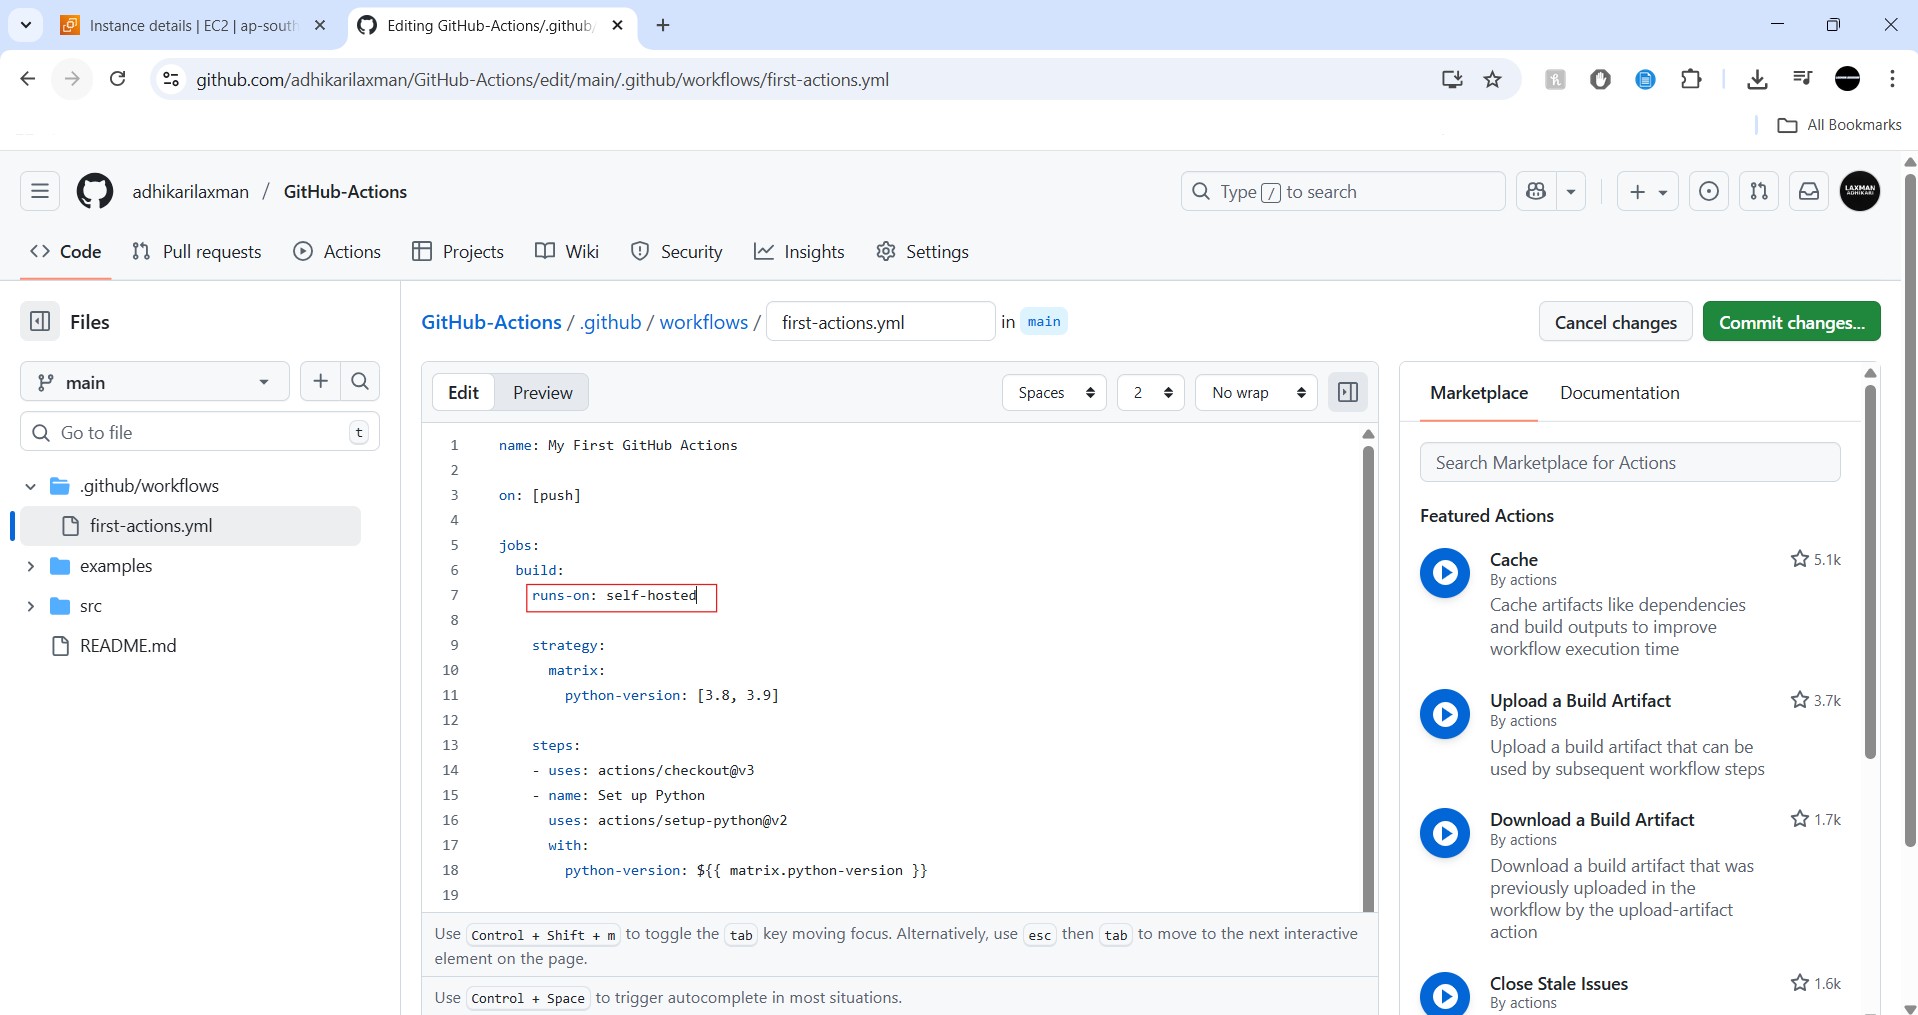 Instance details | EC2 | ap-south
Editing GitHub-Actions/.github/
github.com/adhikarilaxman/GitHub-Actions/edit/main/.github/workflows/first-actions.yml
All Bookmarks
adhikarilaxman / GitHub-Actions
Type / to search
LAXMAN
ADHIKARI
Code
Pull requests
Actions
Projects
Wiki
Security
Insights
Settings
Files
main
Go to file
t
.github/workflows
first-actions.yml
examples
src
README.md
GitHub-Actions / .github / workflows / first-actions.yml in main
Cancel changes
Commit changes...
Edit
Preview
Spaces
2
No wrap
1 name: My First GitHub Actions
2
3 on: [push]
4
5 jobs:
6 build:
7 runs-on: self-hosted
8
9 strategy:
10 matrix:
11 python-version: [3.8, 3.9]
12
13 steps:
14 - uses: actions/checkout@v3
15 - name: Set up Python
16 uses: actions/setup-python@v2
17 with:
18 python-version: ${{ matrix.python-version }}
19
Use Control + Shift + m to toggle the tab key moving focus. Alternatively, use esc then tab to move to the next interactive
element on the page.
Use Control + Space to trigger autocomplete in most situations.
Marketplace
Documentation
Search Marketplace for Actions
Featured Actions
Cache
5.1k
By actions
Cache artifacts like dependencies
and build outputs to improve
workflow execution time
Upload a Build Artifact
3.7k
By actions
Upload a build artifact that can be
used by subsequent workflow steps
Download a Build Artifact
1.7k
By actions
Download a build artifact that was
previously uploaded in the
workflow by the upload-artifact
action
Close Stale Issues
1.6k
By actions